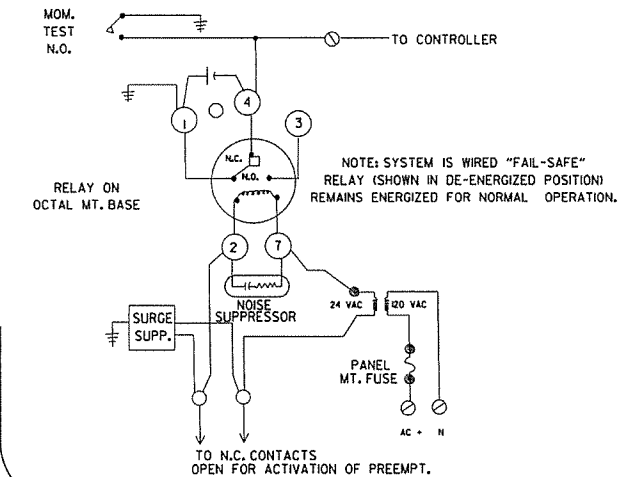 MOM.
TEST
N.O.
TO CONTROLLER
1
4
3
N.C.
N.O.
RELAY ON
OCTAL MT. BASE
NOTE: SYSTEM IS WIRED "FAIL-SAFE"
RELAY (SHOWN IN DE-ENERGIZED POSITION)
REMAINS ENERGIZED FOR NORMAL OPERATION.
2
7
NOISE
SUPPRESSOR
24 VAC
120 VAC
SURGE
SUPP.
PANEL
MT. FUSE
AC +
N
TO N.C. CONTACTS
OPEN FOR ACTIVATION OF PREEMPT.